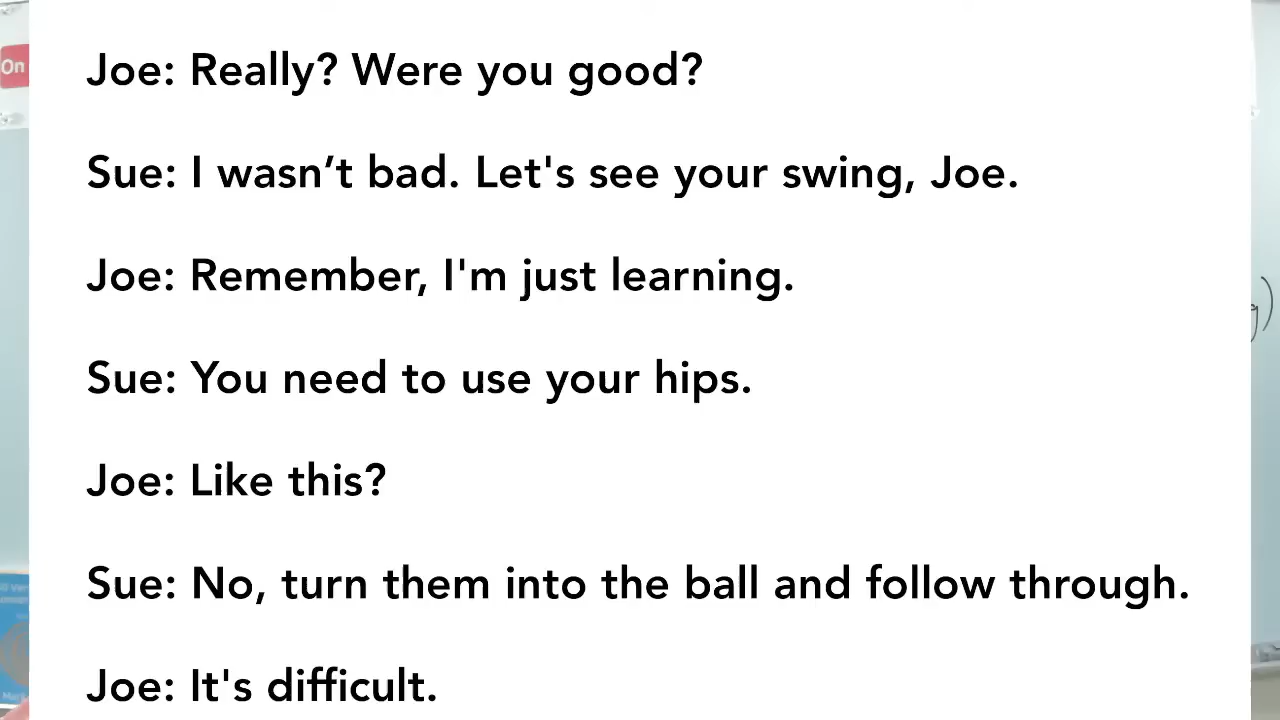 On
Joe: Really? Were you good?
Sue: I wasn’t bad. Let's see your swing, Joe.
Joe: Remember, I'm just learning.
Sue: You need to use your hips.
Joe: Like this?
Sue: No, turn them into the ball and follow through.
Joe: It's difficult.